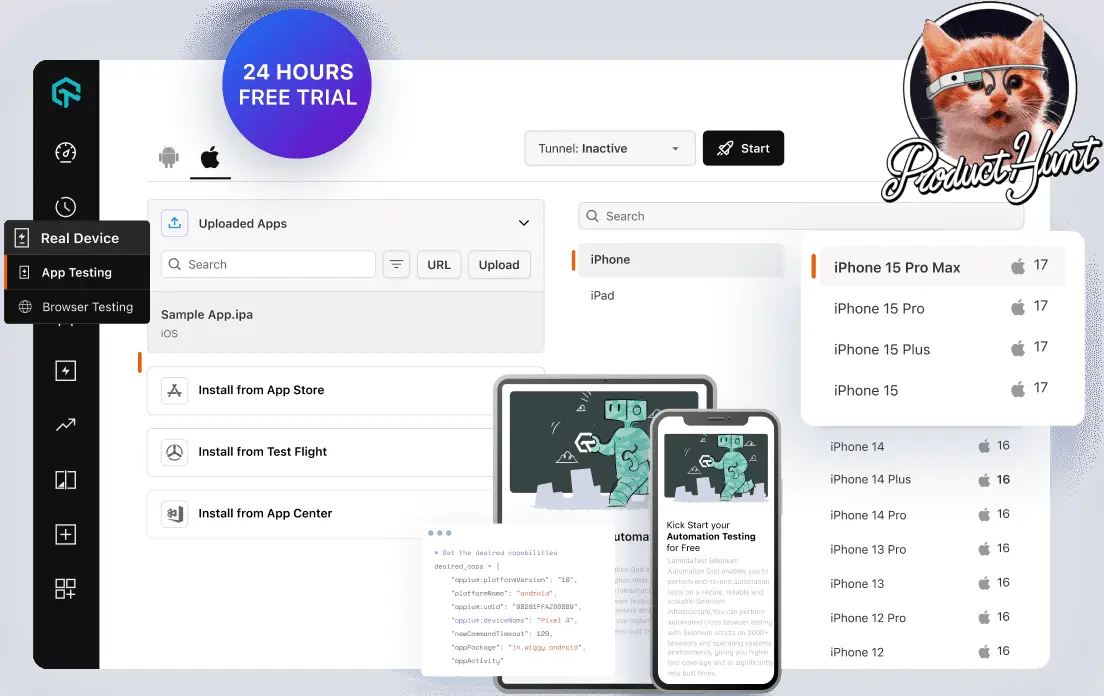 24 HOURS
FREE TRIAL
Product Hunt
Tunnel: Inactive
Start
Real Device
App Testing
Browser Testing
Uploaded Apps
Search
URL
Upload
Sample App.ipa
iOS
Install from App Store
Install from Test Flight
Install from App Center
Search
iPhone
iPad
iPhone 15 Pro Max 17
iPhone 15 Pro 17
iPhone 15 Plus 17
iPhone 15 17
iPhone 14 16
iPhone 14 Plus 16
iPhone 14 Pro 16
iPhone 13 Pro 16
iPhone 13 16
iPhone 12 Pro 16
iPhone 12 16
# Set the desired capabilities
desired_caps = {
"appium:platformVersion": "10",
"platformName": "android",
"appium:deviceName": "Pixel 4",
"newCommandTimeout": 120,
"appPackage": "in.wiggy.android",
"appActivity"
Kick Start your
Automation Testing
for Free
LambdaTest Selenium
Automation Grid enables you to
perform end-to-end automation
tests on a secure, reliable and
scalable Selenium
infrastructure,You can perform
automated cross browser testing
with Selenium scripts on 2000+
browsers and operating systems
environments, giving you higher
test coverage and at significantly
less built times.